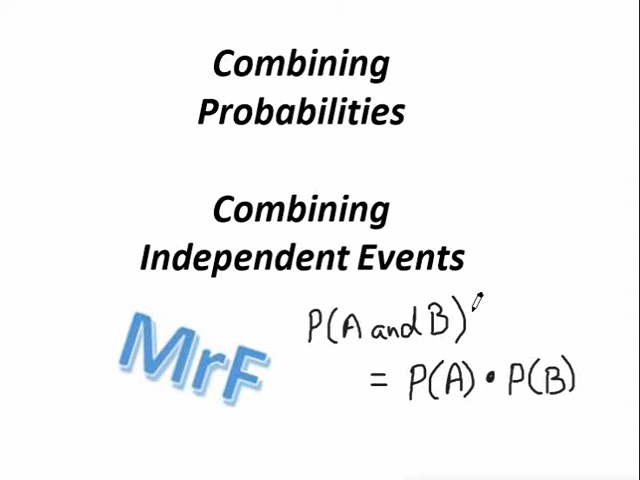 Combining
Probabilities
Combining
Independent Events
MrF
P(A and B)
= P(A) • P(B)